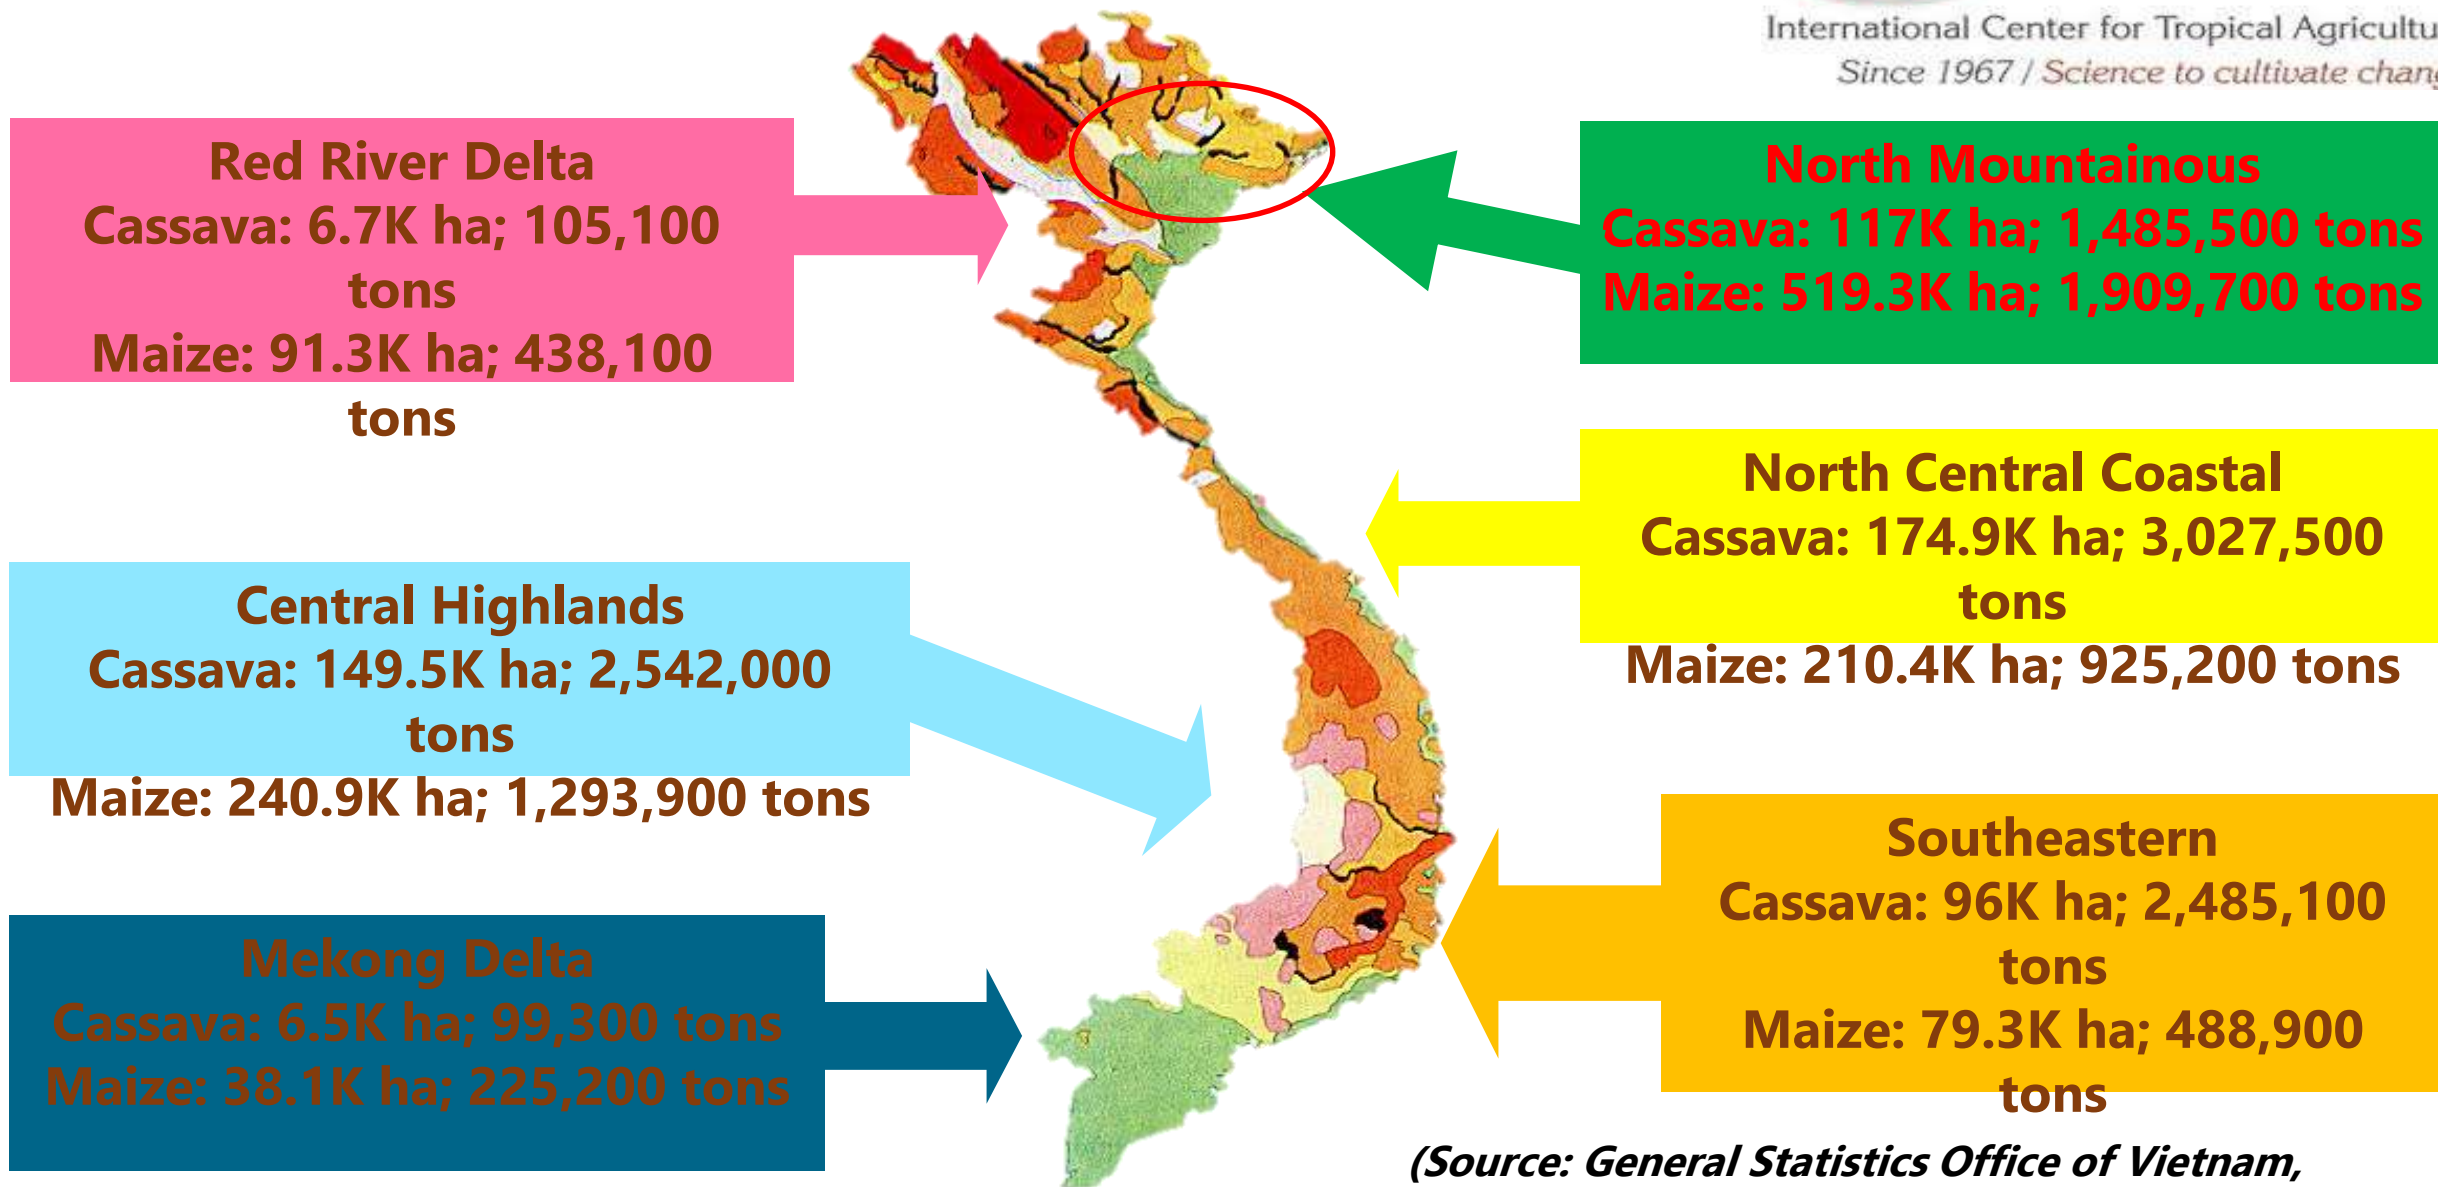 International Center for Tropical Agricultu
Since 1967 / Science to cultivate chan
Red River Delta
Cassava: 6.7K ha; 105,100
tons
Maize: 91.3K ha; 438,100
tons
North Mountainous
Cassava: 117K ha; 1,485,500 tons
Maize: 519.3K ha; 1,909,700 tons
North Central Coastal
Cassava: 174.9K ha; 3,027,500
tons
Maize: 210.4K ha; 925,200 tons
Central Highlands
Cassava: 149.5K ha; 2,542,000
tons
Maize: 240.9K ha; 1,293,900 tons
Southeastern
Cassava: 96K ha; 2,485,100
tons
Maize: 79.3K ha; 488,900
tons
Mekong Delta
Cassava: 6.5K ha; 99,300 tons
Maize: 38.1K ha; 225,200 tons
(Source: General Statistics Office of Vietnam,